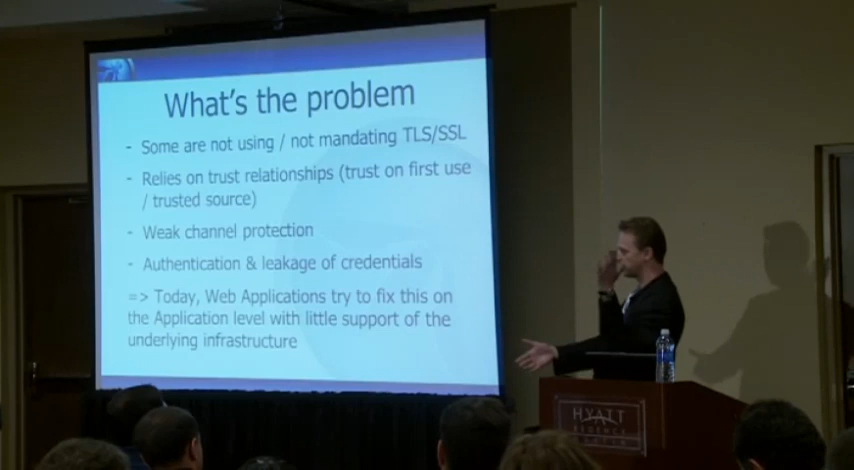 What's the problem
- Some are not using / not mandating TLS/SSL
- Relies on trust relationships (trust on first use
/ trusted source)
- Weak channel protection
- Authentication & leakage of credentials
=> Today, Web Applications try to fix this on
the Application level with little support of the
underlying infrastructure
HYATT
REGENCY
AUSTIN